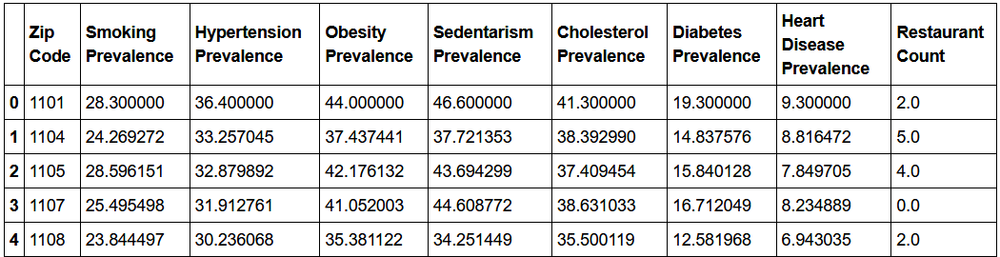 Zip Code Smoking Prevalence Hypertension Prevalence Obesity Prevalence Sedentarism Prevalence Cholesterol Prevalence Diabetes Prevalence Heart Disease Prevalence Restaurant Count
0 1101 28.300000 36.400000 44.000000 46.600000 41.300000 19.300000 9.300000 2.0
1 1104 24.269272 33.257045 37.437441 37.721353 38.392990 14.837576 8.816472 5.0
2 1105 28.596151 32.879892 42.176132 43.694299 37.409454 15.840128 7.849705 4.0
3 1107 25.495498 31.912761 41.052003 44.608772 38.631033 16.712049 8.234889 0.0
4 1108 23.844497 30.236068 35.381122 34.251449 35.500119 12.581968 6.943035 2.0